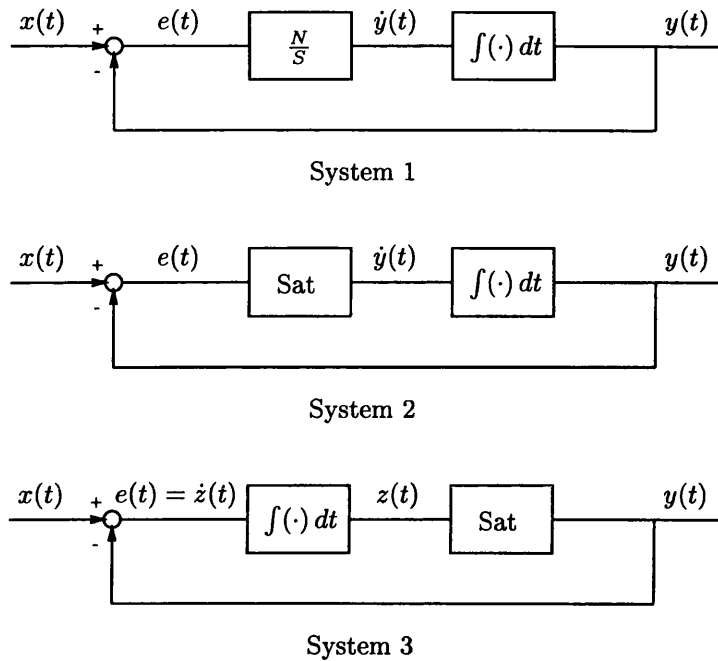 x(t) + e(t) N/S ẏ(t) ∫(·) dt y(t)
-
System 1
x(t) + e(t) Sat ẏ(t) ∫(·) dt y(t)
-
System 2
x(t) + e(t) = ż(t) ∫(·) dt z(t) Sat y(t)
-
System 3